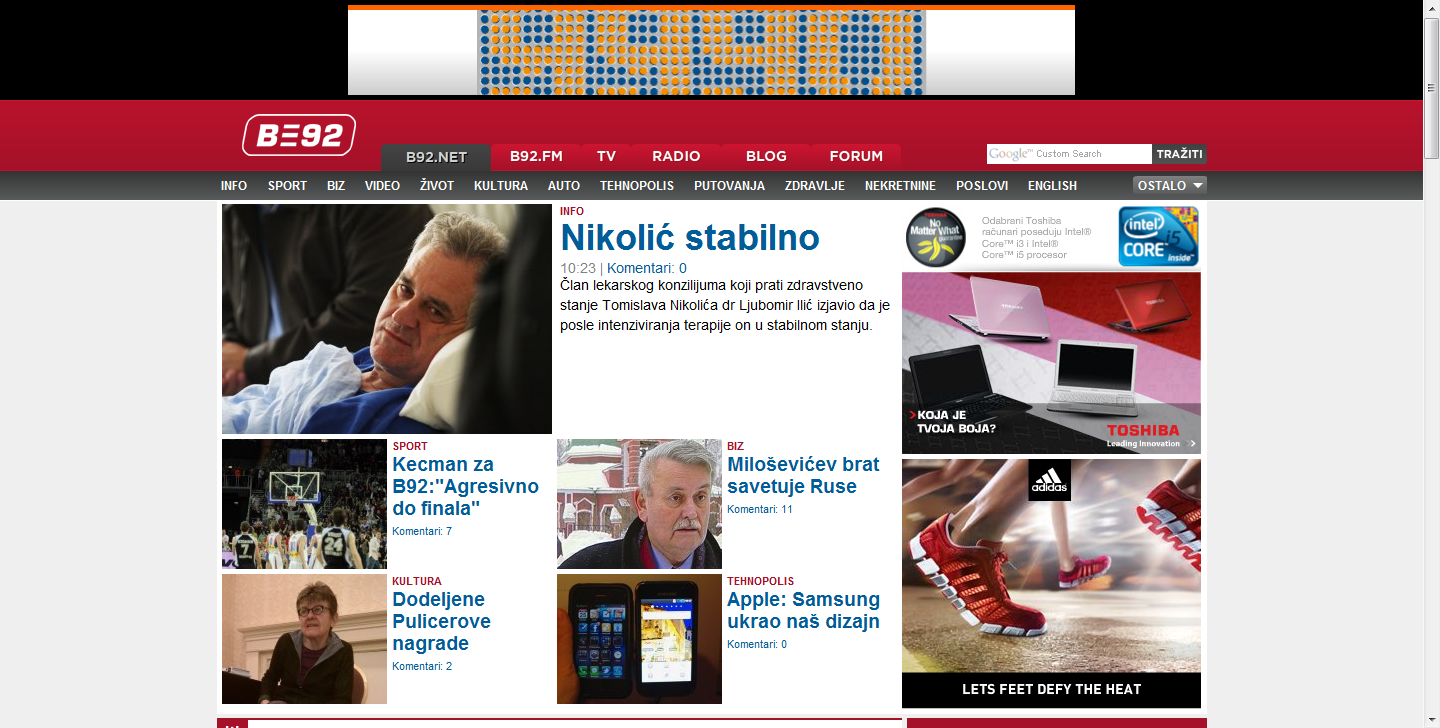 B92
B92.NET
B92.FM
TV
RADIO
BLOG
FORUM
Google™ Custom Search
TRAŽITI
INFO
SPORT
BIZ
VIDEO
ŽIVOT
KULTURA
AUTO
TEHNOPOLIS
PUTOVANJA
ZDRAVLJE
NEKRETNINE
POSLOVI
ENGLISH
OSTALO
INFO
Nikolić stabilno
10:23 | Komentari: 0
Član lekarskog konzilijuma koji prati zdravstveno
stanje Tomislava Nikolića dr Ljubomir Ilić izjavio da je
posle intenziviranja terapije on u stabilnom stanju.
TOSHIBA
No
Matter What
guarantee
Odabrani Toshiba
računari poseduju Intel®
Core™ i3 i Intel®
Core™ i5 procesor
intel
CORE i5
inside™
KOJA JE
TVOJA BOJA?
TOSHIBA
Leading Innovation
SPORT
Kecman za
B92:"Agresivno
do finala"
Komentari: 7
7
24
BIZ
Miloševićev brat
savetuje Ruse
Komentari: 11
adidas
KULTURA
Dodeljene
Pulicerove
nagrade
Komentari: 2
TEHNOPOLIS
Apple: Samsung
ukrao naš dizajn
Komentari: 0
LETS FEET DEFY THE HEAT